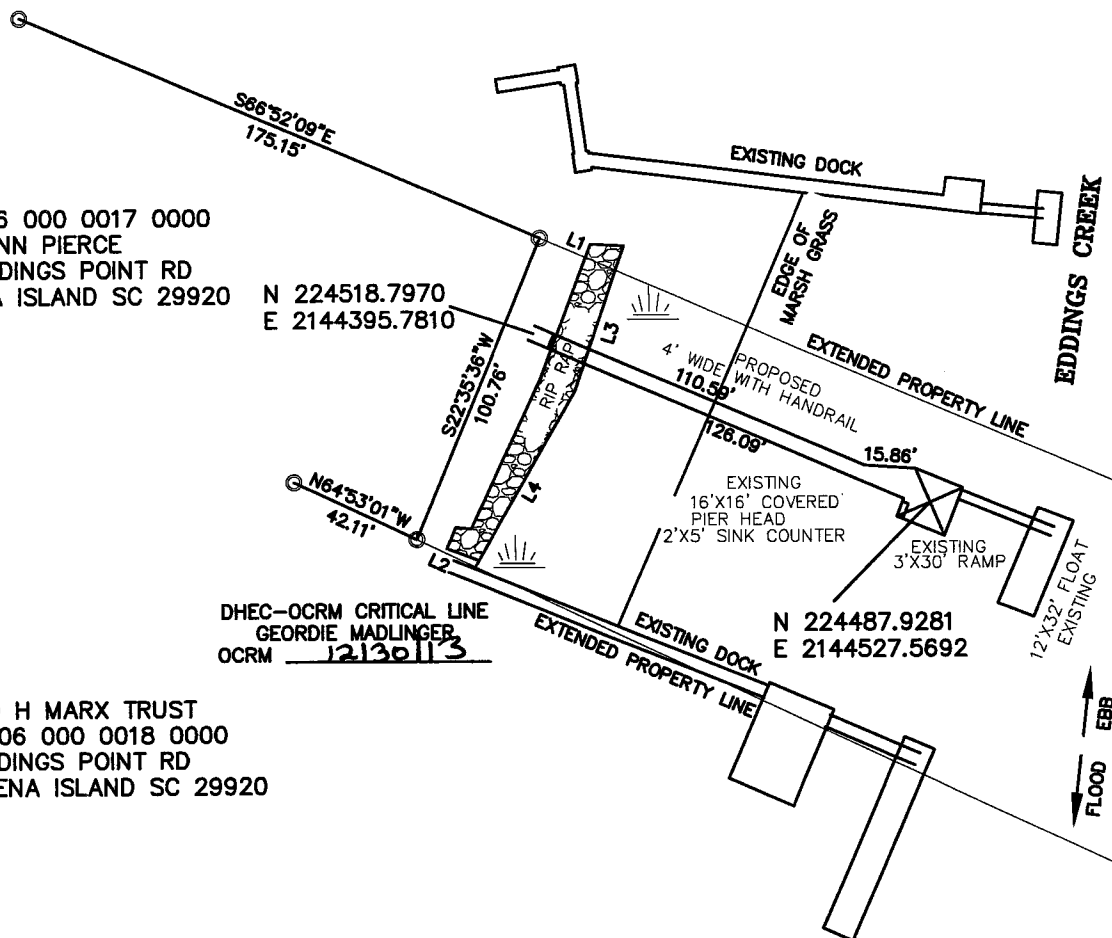 S66°52'09"E
175.15'
EXISTING DOCK
EDDINGS CREEK
6 000 0017 0000
NN PIERCE
DINGS POINT RD
A ISLAND SC 29920
N 224518.7970
E 2144395.7810
L1
L3
RIP RAP
L4
L2
EDGE OF
MARSH GRASS
EXTENDED PROPERTY LINE
PROPOSED
4' WIDE WITH HANDRAIL
110.59'
126.09'
15.86'
S22°35'36"W
100.76'
N64°53'01"W
42.11'
EXISTING
16'X16' COVERED
PIER HEAD
2'X5' SINK COUNTER
EXISTING
3'X30' RAMP
12'X32' FLOAT
EXISTING
N 224487.9281
E 2144527.5692
DHEC-OCRM CRITICAL LINE
GEORDIE MADLINGER
OCRM 12/30/13
EXISTING DOCK
EXTENDED PROPERTY LINE
H MARX TRUST
06 000 0018 0000
DINGS POINT RD
ENA ISLAND SC 29920
EBB
FLOOD